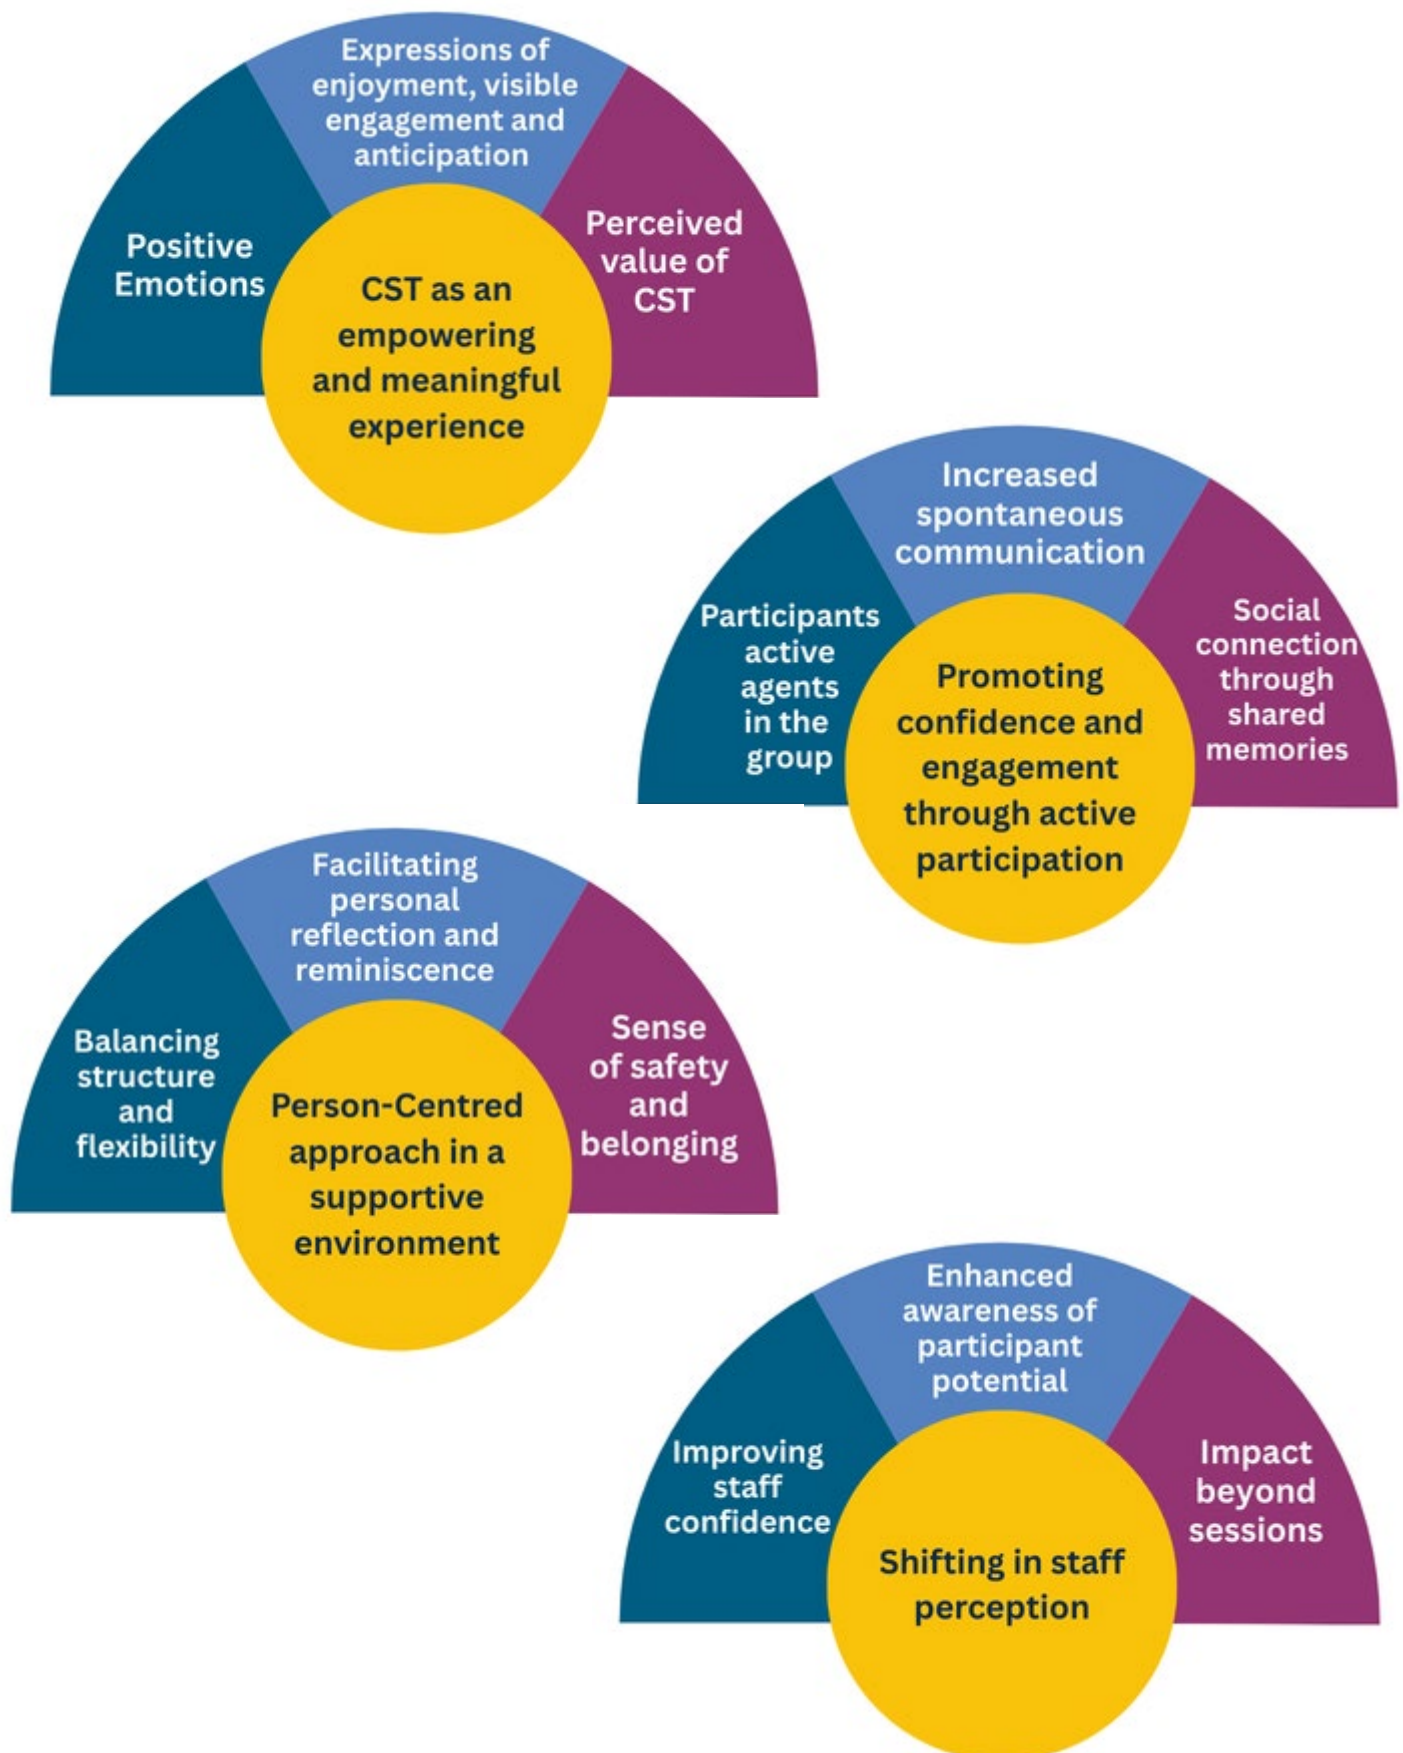 Expressions of
enjoyment, visible
engagement and
anticipation
Positive
Emotions
Perceived
value of
CST
CST as an
empowering
and meaningful
experience
Increased
spontaneous
communication
Participants
active
agents
in the
group
Social
connection
through
shared
memories
Promoting
confidence and
engagement
through active
participation
Facilitating
personal
reflection and
reminiscence
Balancing
structure
and
flexibility
Sense
of safety
and
belonging
Person-Centred
approach in a
supportive
environment
Enhanced
awareness of
participant
potential
Improving
staff
confidence
Impact
beyond
sessions
Shifting in staff
perception